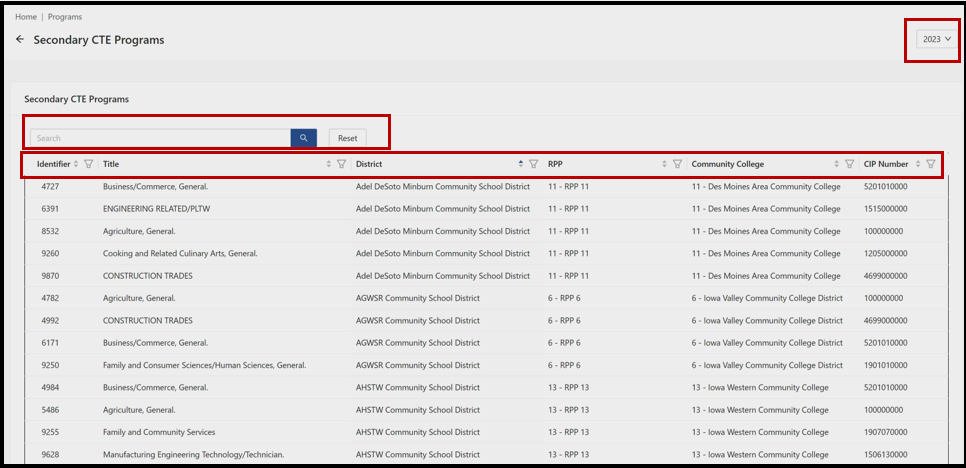 Home | Programs
Secondary CTE Programs
2023
Secondary CTE Programs
Search Reset
Identifier Title District RPP Community College CIP Number
4727 Business/Commerce, General. Adel DeSoto Minburn Community School District 11 - RPP 11 11 - Des Moines Area Community College 5201010000
6391 ENGINEERING RELATED/PLTW Adel DeSoto Minburn Community School District 11 - RPP 11 11 - Des Moines Area Community College 1515000000
8532 Agriculture, General. Adel DeSoto Minburn Community School District 11 - RPP 11 11 - Des Moines Area Community College 100000000
9260 Cooking and Related Culinary Arts, General. Adel DeSoto Minburn Community School District 11 - RPP 11 11 - Des Moines Area Community College 1205000000
9870 CONSTRUCTION TRADES Adel DeSoto Minburn Community School District 11 - RPP 11 11 - Des Moines Area Community College 4699000000
4782 Agriculture, General. AGWSR Community School District 6 - RPP 6 6 - Iowa Valley Community College District 100000000
4992 CONSTRUCTION TRADES AGWSR Community School District 6 - RPP 6 6 - Iowa Valley Community College District 4699000000
6171 Business/Commerce, General. AGWSR Community School District 6 - RPP 6 6 - Iowa Valley Community College District 5201010000
9250 Family and Consumer Sciences/Human Sciences, General. AGWSR Community School District 6 - RPP 6 6 - Iowa Valley Community College District 1901010000
4984 Business/Commerce, General. AHSTW Community School District 13 - RPP 13 13 - Iowa Western Community College 5201010000
5486 Agriculture, General. AHSTW Community School District 13 - RPP 13 13 - Iowa Western Community College 100000000
9255 Family and Community Services AHSTW Community School District 13 - RPP 13 13 - Iowa Western Community College 1907070000
9628 Manufacturing Engineering Technology/Technician. AHSTW Community School District 13 - RPP 13 13 - Iowa Western Community College 1506130000